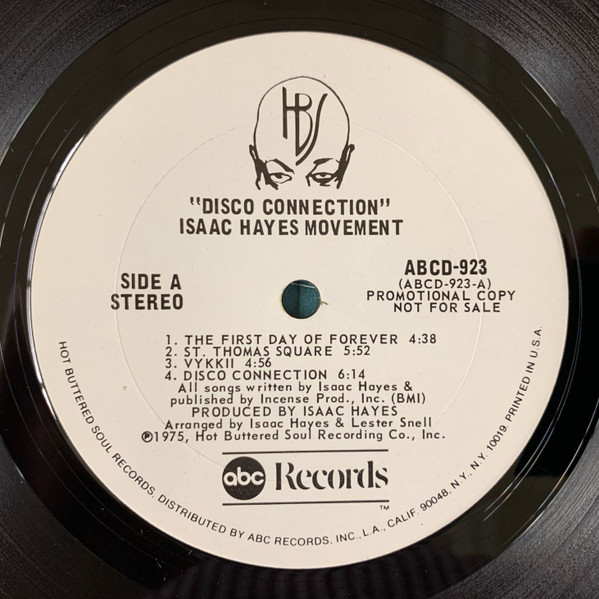 HBS
"DISCO CONNECTION"
ISAAC HAYES MOVEMENT
SIDE A
STEREO
ABCD-923
(ABCD-923-A)
PROMOTIONAL COPY
NOT FOR SALE
1. THE FIRST DAY OF FOREVER 4:38
2. ST. THOMAS SQUARE 5:52
3. VYKKII 4:56
4. DISCO CONNECTION 6:14
All songs written by Isaac Hayes &
published by Incense Prod., Inc. (BMI)
PRODUCED BY ISAAC HAYES
Arranged by Isaac Hayes & Lester Snell
℗1975, Hot Buttered Soul Recording Co., Inc.
abc Records
™
HOT BUTTERED SOUL RECORDS, DISTRIBUTED BY ABC RECORDS, INC., L.A., CALIF. 90048, N.Y., N.Y. 10019. PRINTED IN U.S.A.